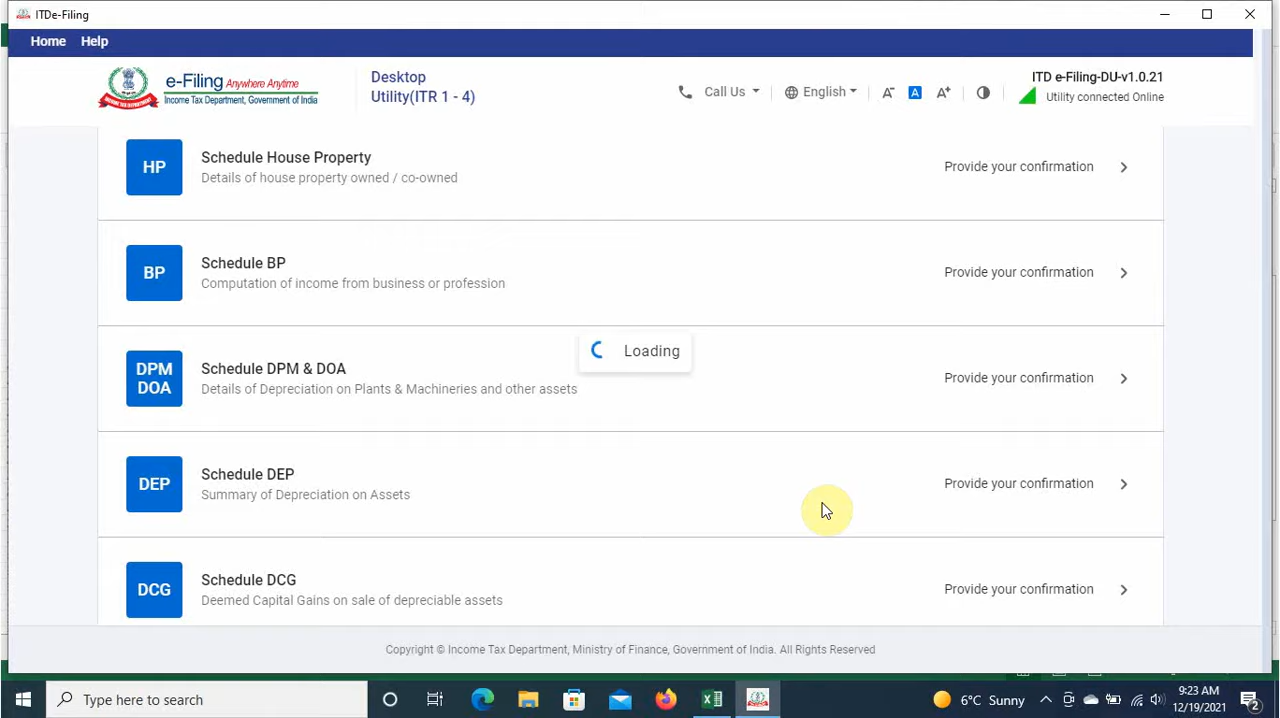 ITDe-Filing
Home Help
e-Filing Anywhere Anytime
Income Tax Department, Government of India
Desktop
Utility(ITR 1 - 4)
Call Us
English
A-
A
A+
ITD e-Filing-DU-v1.0.21
Utility connected Online
HP
Schedule House Property
Details of house property owned / co-owned
Provide your confirmation
BP
Schedule BP
Computation of income from business or profession
Provide your confirmation
Loading
DPM
DOA
Schedule DPM & DOA
Details of Depreciation on Plants & Machineries and other assets
Provide your confirmation
DEP
Schedule DEP
Summary of Depreciation on Assets
Provide your confirmation
DCG
Schedule DCG
Deemed Capital Gains on sale of depreciable assets
Provide your confirmation
Copyright © Income Tax Department, Ministry of Finance, Government of India. All Rights Reserved
Type here to search
6°C Sunny
9:23 AM
12/19/2021
2